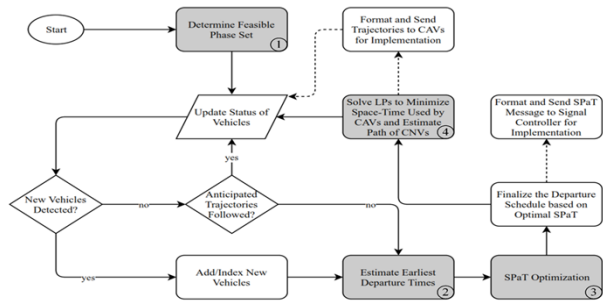 Start
Determine Feasible
Phase Set
1
Format and Send
Trajectories to CAVs
for Implementation
Update Status of
Vehicles
Solve LPs to Minimize
Space-Time Used by
CAVs and Estimate
Path of CNVs
4
Format and Send SPaT
Message to Signal
Controller for
Implementation
yes
New Vehicles
Detected?
no
Anticipated
Trajectories
Followed?
no
Finalize the Departure
Schedule based on
Optimal SPaT
yes
Add/Index New
Vehicles
Estimate Earliest
Departure Times
2
SPaT Optimization
3